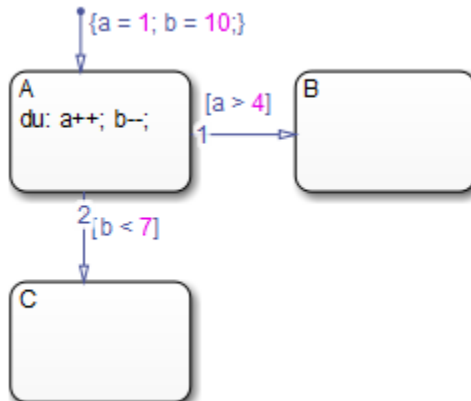 {a = 1; b = 10;}
A
du: a++; b--;
[a > 4]
1
B
2
[b < 7]
C